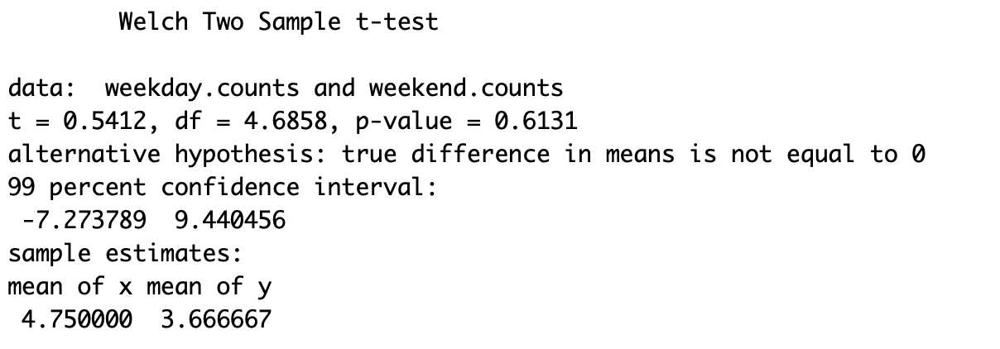 Welch Two Sample t-test
data:  weekday.counts and weekend.counts
t = 0.5412, df = 4.6858, p-value = 0.6131
alternative hypothesis: true difference in means is not equal to 0
99 percent confidence interval:
 -7.273789  9.440456
sample estimates:
mean of x mean of y
 4.750000  3.666667